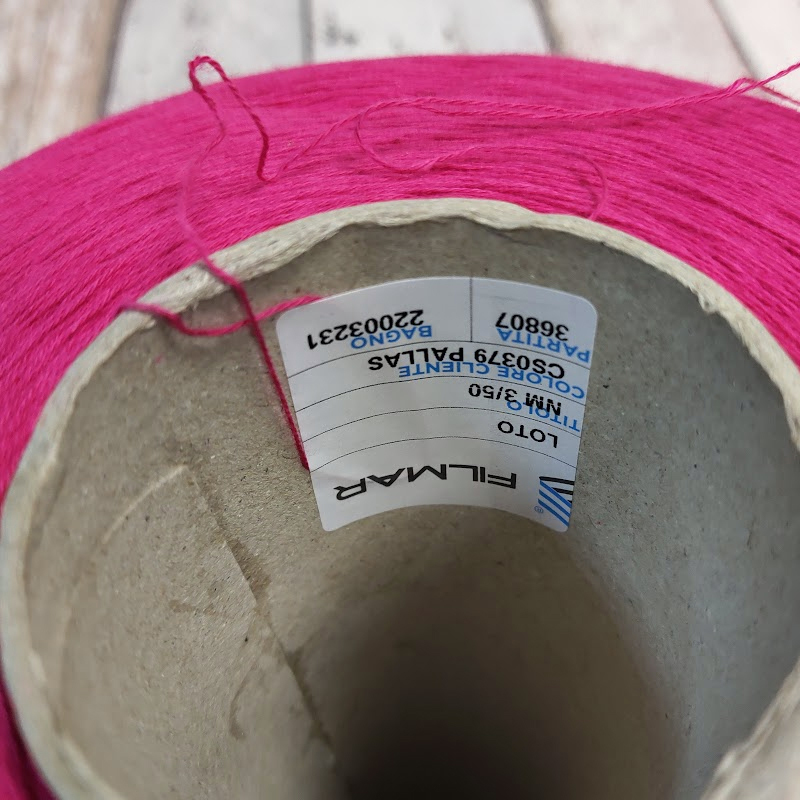 FILMAR®
LOTO
TITOLO
NM 3/50
COLORE CLIENTE
CS0379 PALLAS
PARTITA BAGNO
36807 22003231